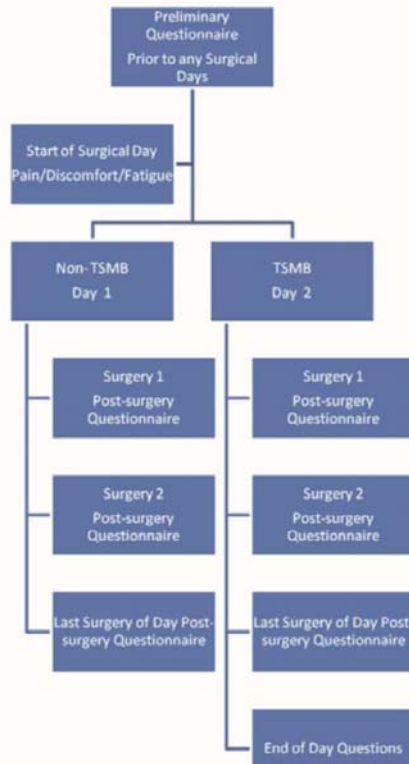 Preliminary
Questionnaire
Prior to any Surgical
Days
Start of Surgical Day
Pain/Discomfort/Fatigue
Non-TSMB
Day 1
Surgery 1
Post-surgery
Questionnaire
Surgery 2
Post-surgery
Questionnaire
Last Surgery of Day Post-
surgery Questionnaire
TSMB
Day 2
Surgery 1
Post-surgery
Questionnaire
Surgery 2
Post-surgery
Questionnaire
Last Surgery of Day Post-
surgery Questionnaire
End of Day Questions